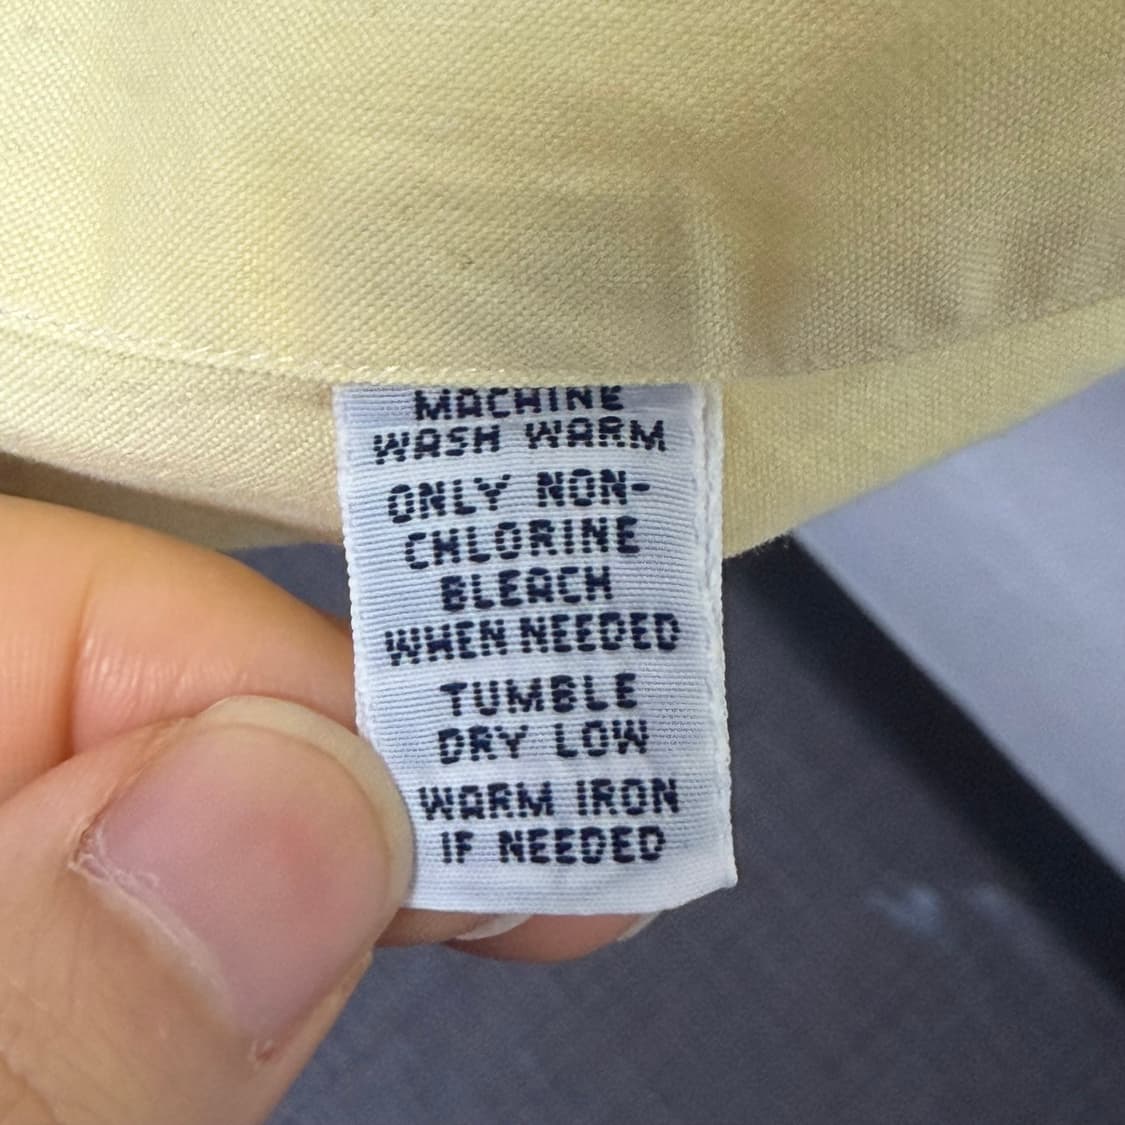 MACHINE
WASH WARM
ONLY NON-
CHLORINE
BLEACH
WHEN NEEDED
TUMBLE
DRY LOW
WARM IRON
IF NEEDED